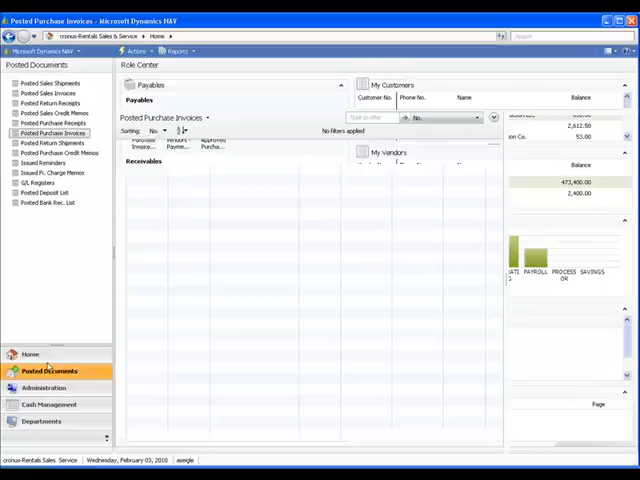 Posted Purchase Invoices - Microsoft Dynamics NAV
cronus-Rentals Sales & Service
Home
Microsoft Dynamics NAV
Actions
Reports
Posted Documents
Role Center
Posted Sales Shipments
Posted Sales Invoices
Posted Return Receipts
Posted Sales Credit Memos
Posted Purchase Receipts
Posted Purchase Invoices
Posted Return Shipments
Posted Purchase Credit Memos
Issued Reminders
Issued Fi. Charge Memos
G/L Registers
Posted Deposit List
Posted Bank Rec. List
Payables
Payables
Posted Purchase Invoices
Type to filter
No.
Sorting: No.
No filters applied
Purchase Invoice...
Vendors - Payme...
Approved Purcha...
Receivables
My Customers
Customer No. Phone No. Name Balance
2,612.50
on Co. 53.00
My Vendors
Balance
473,400.00
2,400.00
PAYROLL PROCESS OR SAVINGS
Page
Home
Posted Documents
Administration
Cash Management
Departments
cronus-Rentals Sales Service
Wednesday, February 03, 2010
aseigle